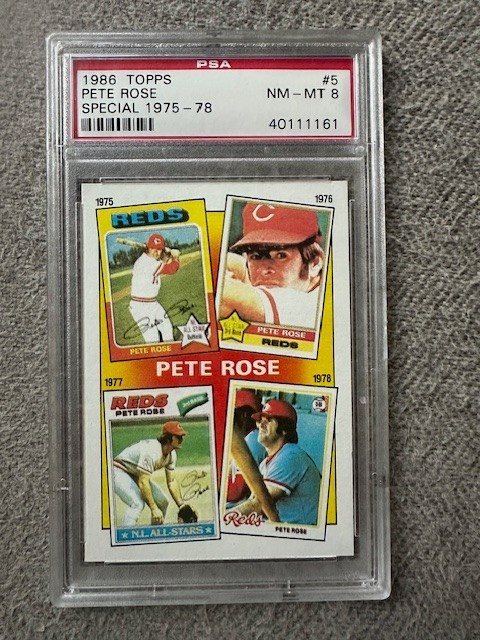 PSA
1986 TOPPS #5
PETE ROSE NM-MT 8
SPECIAL 1975-78
40111161
1975 1976
REDS
C
PETE ROSE
PETE ROSE
REDS
PETE ROSE
1977 1978
REDS
PETE ROSE
N.L. ALL-STARS
3B
Reds
PETE ROSE